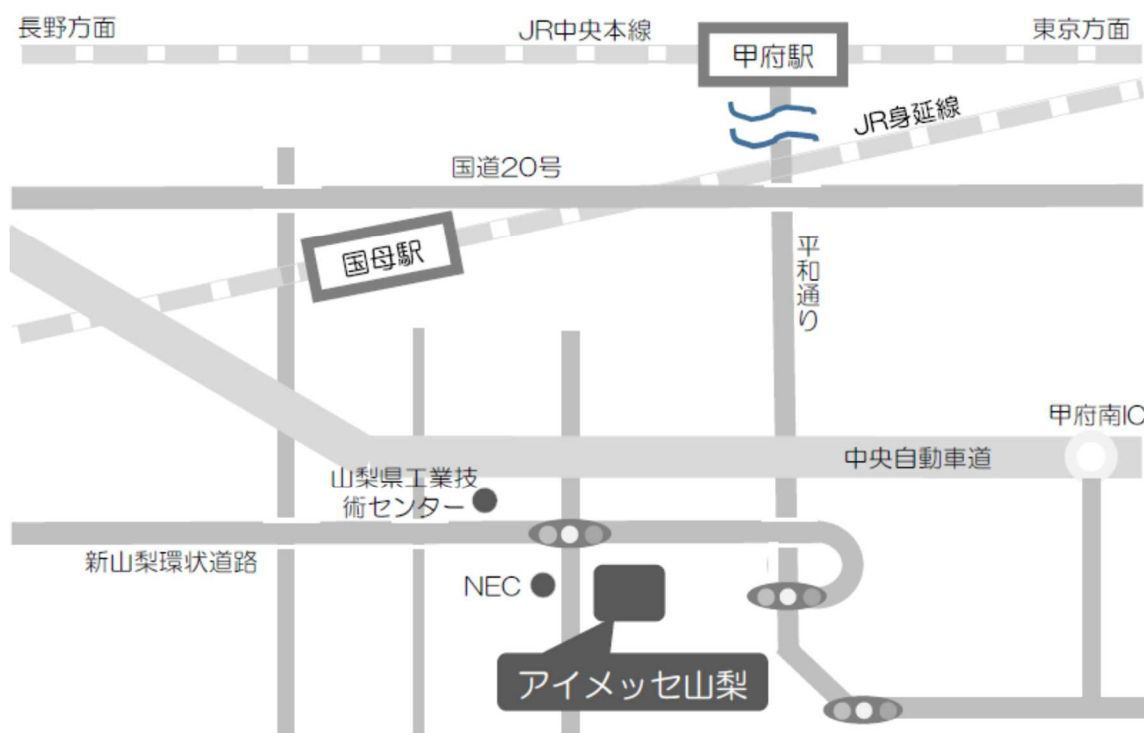 長野方面
JR中央本線
東京方面
甲府駅
JR身延線
国道20号
国母駅
平和通り
甲府南IC
中央自動車道
山梨県工業技
術センター
新山梨環状道路
NEC
アイメッセ山梨